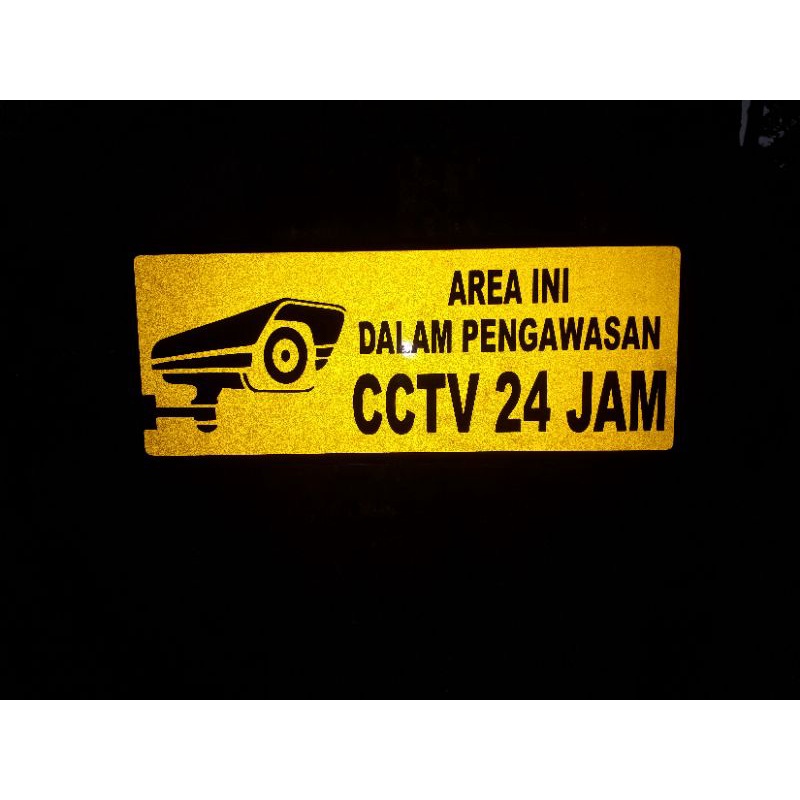 AREA INI
DALAM PENGAWASAN
CCTV 24 JAM